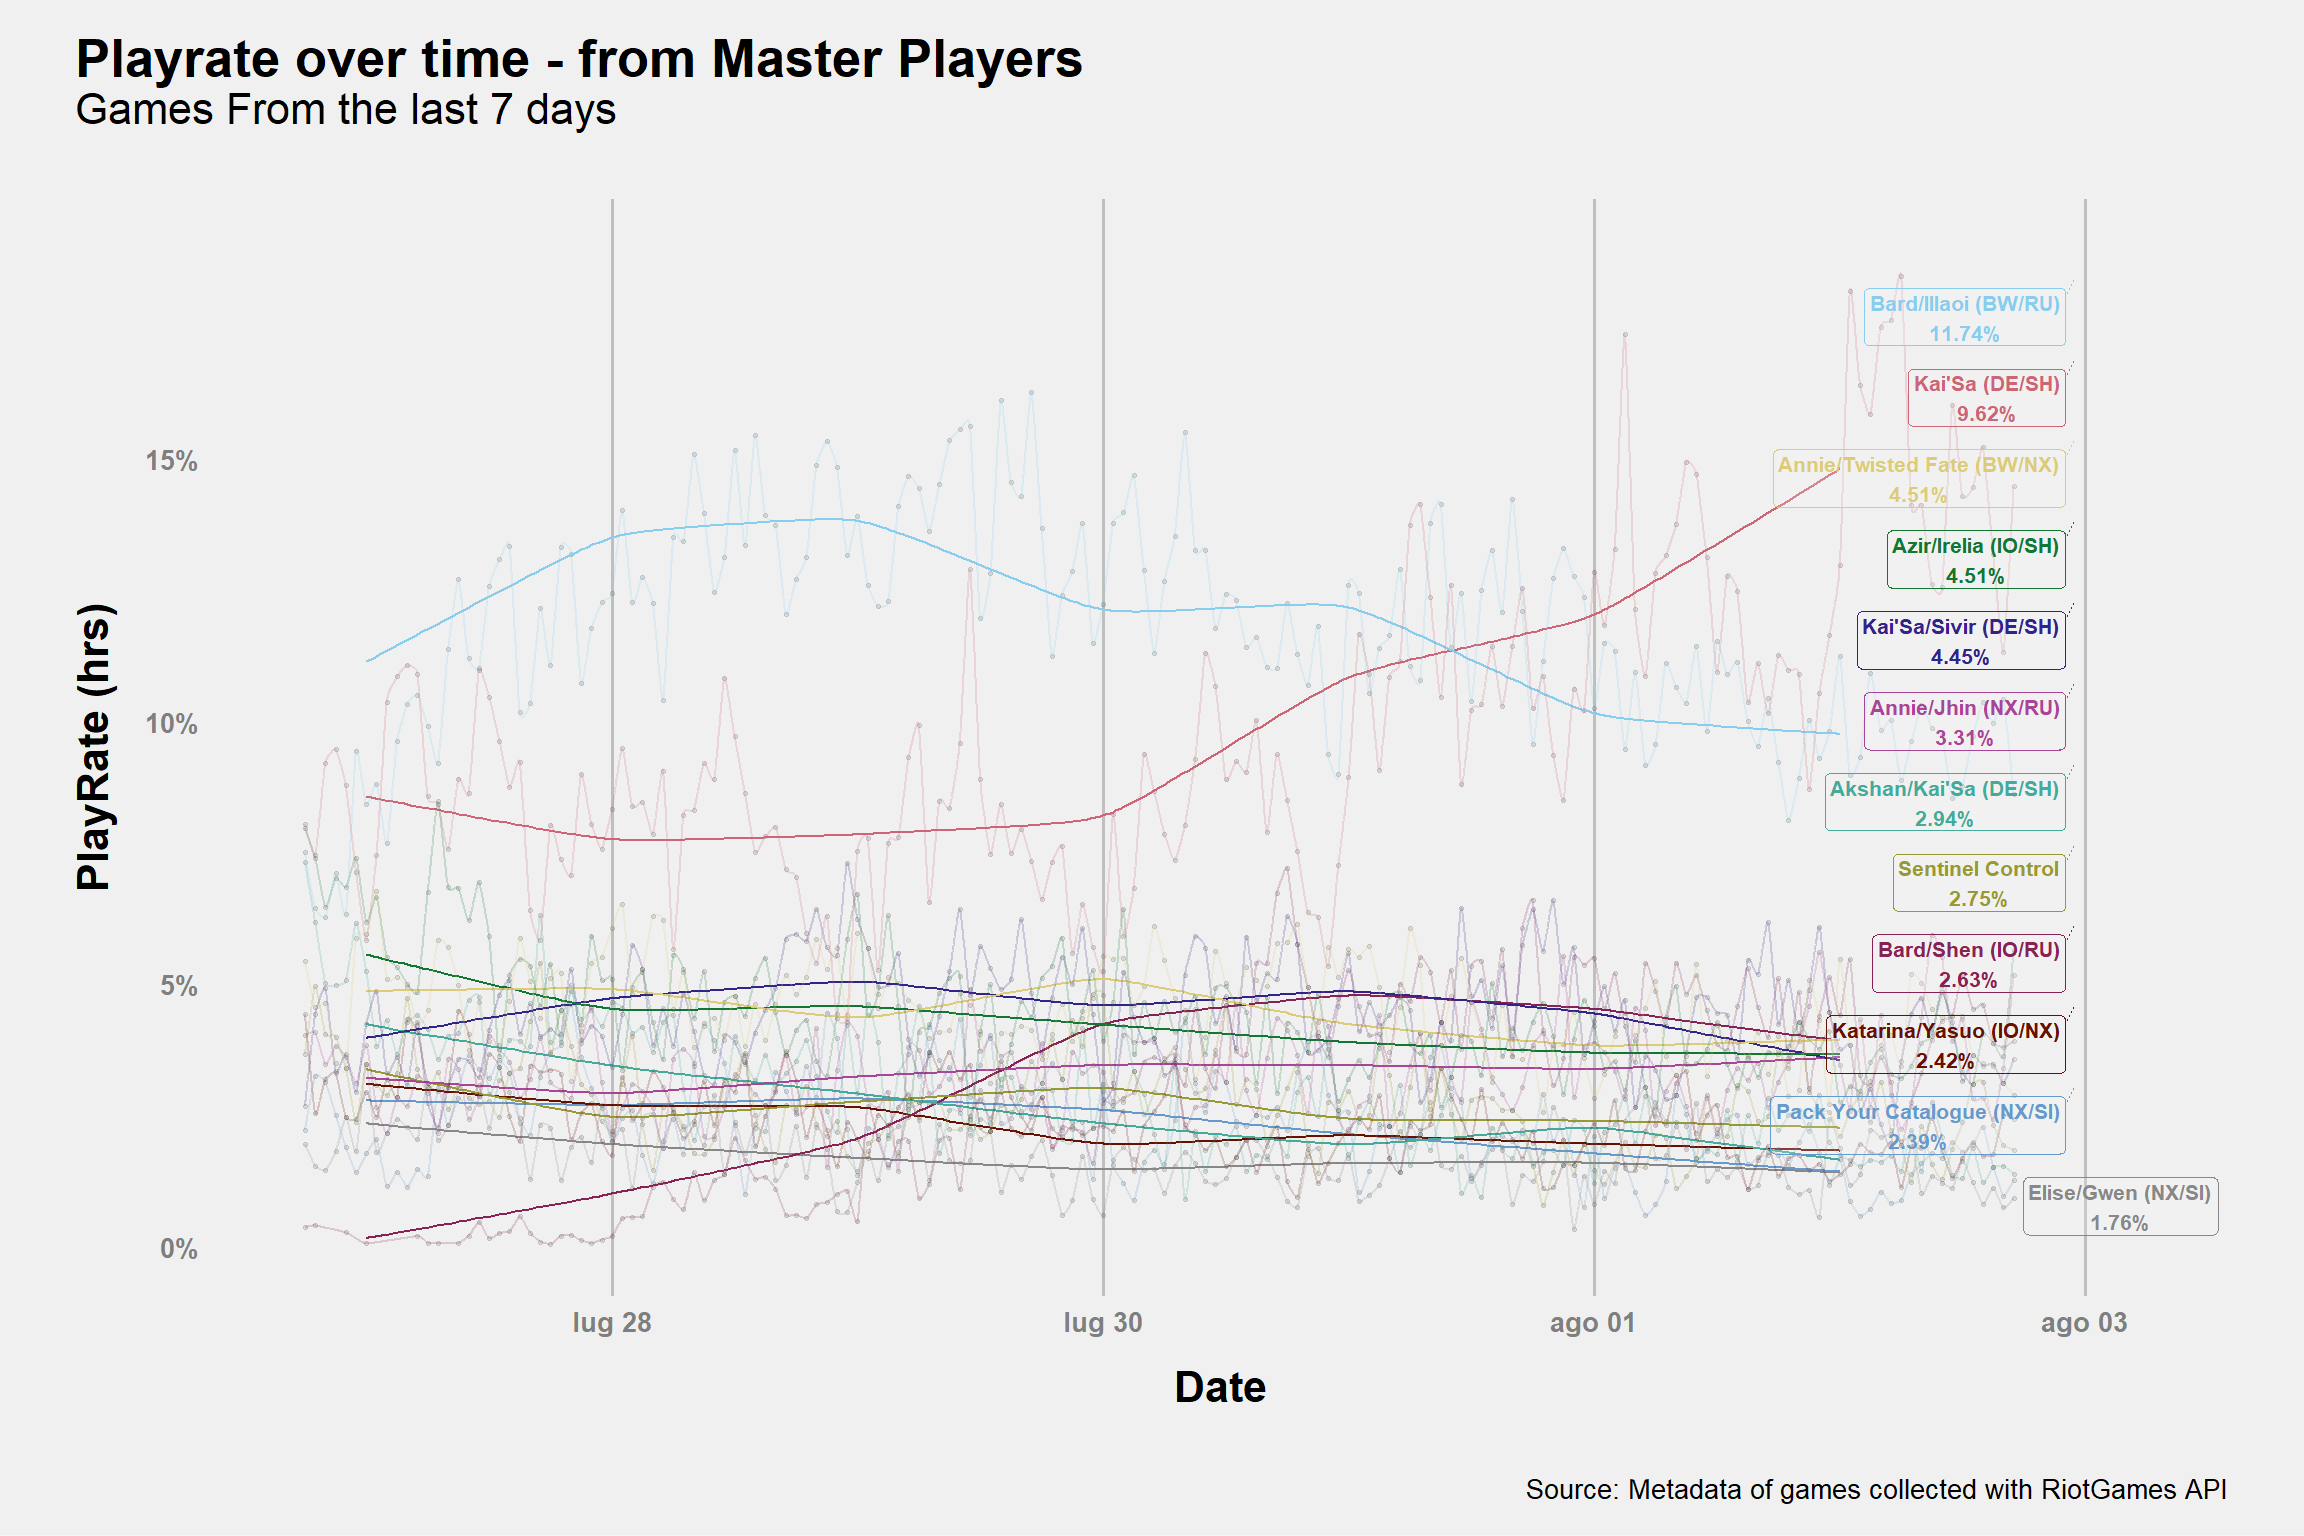 Playrate over time - from Master Players
Games From the last 7 days
PlayRate (hrs)
15%
10%
5%
0%
Bard/Illaoi (BW/RU)
11.74%
Kai'Sa (DE/SH)
9.62%
Annie/Twisted Fate (BW/NX)
4.51%
Azir/Irelia (IO/SH)
4.51%
Kai'Sa/Sivir (DE/SH)
4.45%
Annie/Jhin (NX/RU)
3.31%
Akshan/Kai'Sa (DE/SH)
2.94%
Sentinel Control
2.75%
Bard/Shen (IO/RU)
2.63%
Katarina/Yasuo (IO/NX)
2.42%
Pack Your Catalogue (NX/SI)
2.39%
Elise/Gwen (NX/SI)
1.76%
lug 28
lug 30
ago 01
ago 03
Date
Source: Metadata of games collected with RiotGames API